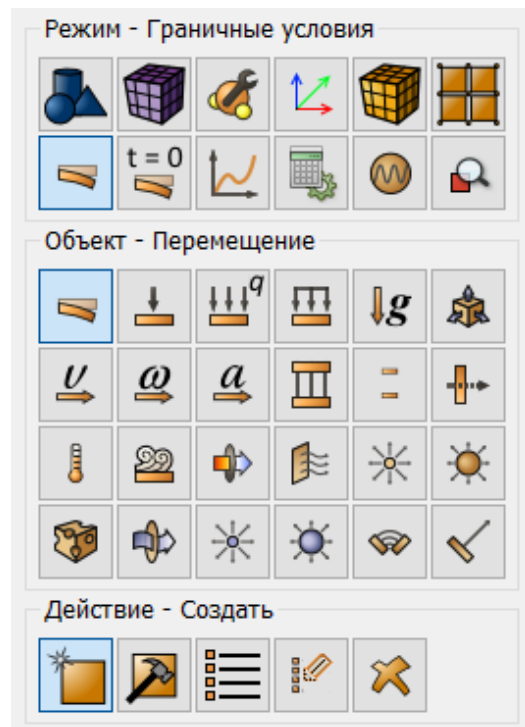 Режим - Граничные условия
t = 0
Объект - Перемещение
q
g
v
ω
a
Действие - Создать